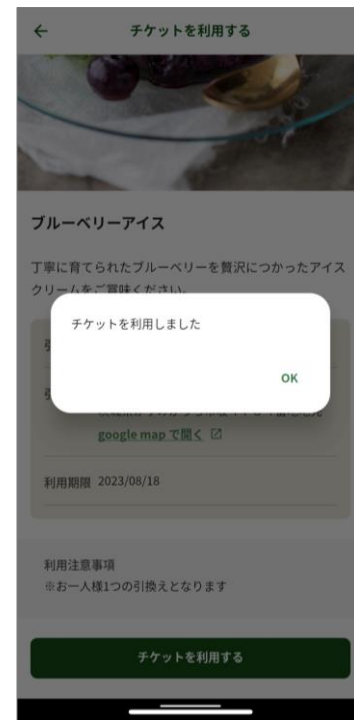 チケットを利用する
ブルーベリーアイス
丁寧に育てられたブルーベリーを贅沢につかったアイス
クリームをご賞味ください。
チケットを利用しました
OK
google map で開く
利用期限 2023/08/18
利用注意事項
※お一人様1つの引換えとなります
チケットを利用する